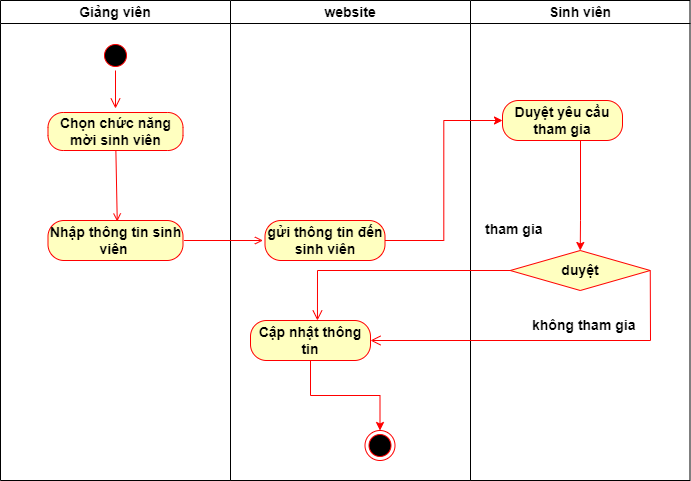 Giảng viên
website
Sinh viên
Chọn chức năng
mời sinh viên
Duyệt yêu cầu
tham gia
Nhập thông tin sinh
viên
gửi thông tin đến
sinh viên
tham gia
duyệt
không tham gia
Cập nhật thông
tin